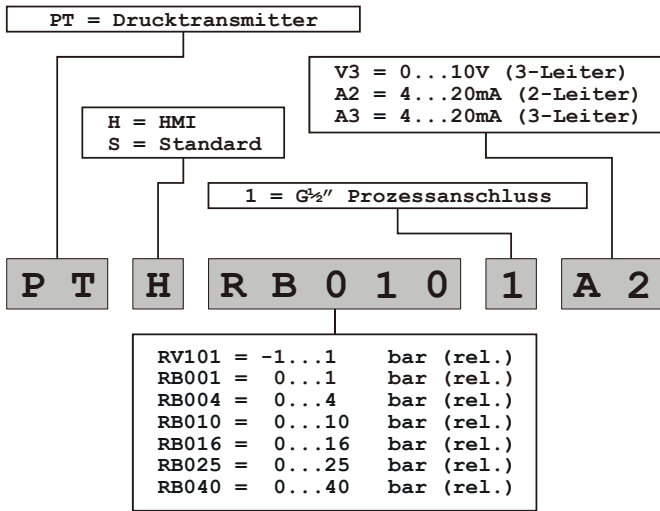 PT = Drucktransmitter
V3 = 0...10V (3-Leiter)
A2 = 4...20mA (2-Leiter)
A3 = 4...20mA (3-Leiter)
H = HMI
S = Standard
1 = G½" Prozessanschluss
P T H R B 0 1 0 1 A 2
RV101 = -1...1 bar (rel.)
RB001 = 0...1 bar (rel.)
RB004 = 0...4 bar (rel.)
RB010 = 0...10 bar (rel.)
RB016 = 0...16 bar (rel.)
RB025 = 0...25 bar (rel.)
RB040 = 0...40 bar (rel.)